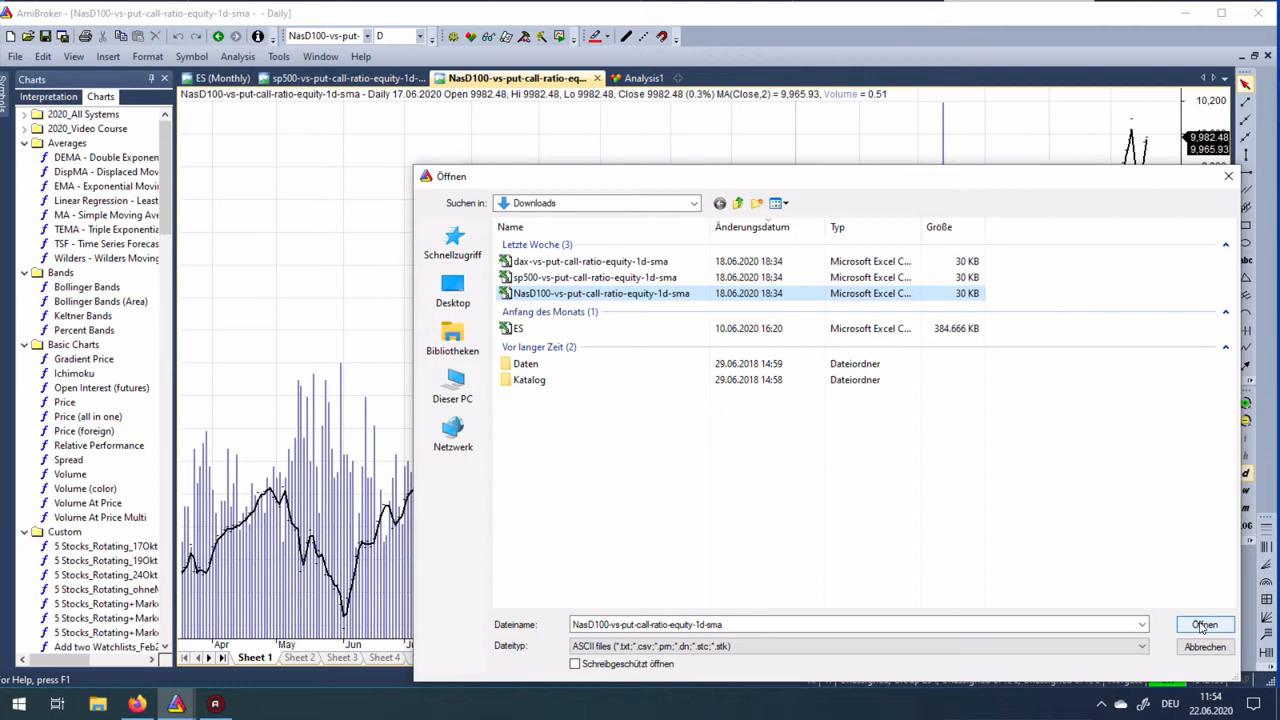 AmiBroker - [NasD100-vs-put-call-ratio-equity-1d-sma - - Daily]
NasD100-vs-put-
D
File Edit View Insert Format Symbol Analysis Tools Window Help
Charts
ES (Monthly)
sp500-vs-put-call-ratio-equity-1d-...
NasD100-vs-put-call-ratio-eq...
Analysis1
Symbols
Interpretation
Charts
NasD100-vs-put-call-ratio-equity-1d-sma - Daily 17.06.2020 Open 9982.48, Hi 9982.48, Lo 9982.48, Close 9982.48 (0.3%) MA(Close,2) = 9,965.93, Volume = 0.51
10,200
9,982.48
9,965.93
2020_All Systems
2020_Video Course
Averages
DEMA - Double Exponen
DispMA - Displaced Mov
EMA - Exponential Movin
Linear Regression - Least
MA - Simple Moving Ave
TEMA - Triple Exponentia
TSF - Time Series Forecas
Wilders - Wilders Moving
Bands
Bollinger Bands
Bollinger Bands (Area)
Keltner Bands
Percent Bands
Basic Charts
Gradient Price
Ichimoku
Open Interest (futures)
Price
Price (all in one)
Price (foreign)
Relative Performance
Spread
Volume
Volume (color)
Volume At Price
Volume At Price Multi
Custom
5 Stocks_Rotating_17Okt
5 Stocks_Rotating_19Okt
5 Stocks_Rotating_24Okt
5 Stocks_Rotating_ohne
5 Stocks_Rotating+Mark
5 Stocks_Rotating+Mark
5 Stocks_Rotating+Mark
Add two Watchlists_Feb2
Öffnen
Suchen in:
Downloads
Schnellzugriff
Desktop
Bibliotheken
Dieser PC
Netzwerk
Name Änderungsdatum Typ Größe
Letzte Woche (3)
dax-vs-put-call-ratio-equity-1d-sma 18.06.2020 18:34 Microsoft Excel C... 30 KB
sp500-vs-put-call-ratio-equity-1d-sma 18.06.2020 18:34 Microsoft Excel C... 30 KB
NasD100-vs-put-call-ratio-equity-1d-sma 18.06.2020 18:34 Microsoft Excel C... 30 KB
Anfang des Monats (1)
ES 10.06.2020 16:20 Microsoft Excel C... 384.666 KB
Vor langer Zeit (2)
Daten 29.06.2018 14:59 Dateiordner
Katalog 29.06.2018 14:58 Dateiordner
Dateiname:
NasD100-vs-put-call-ratio-equity-1d-sma
Öffnen
Dateityp:
ASCII files (*.txt;*.csv;*.prn;*.dn;*.stc;*.stk)
Abbrechen
Schreibgeschützt öffnen
Apr May Jun
Sheet 1 Sheet 2 Sheet 3 Sheet 4
For Help, press F1
DEU
11:54
22.06.2020